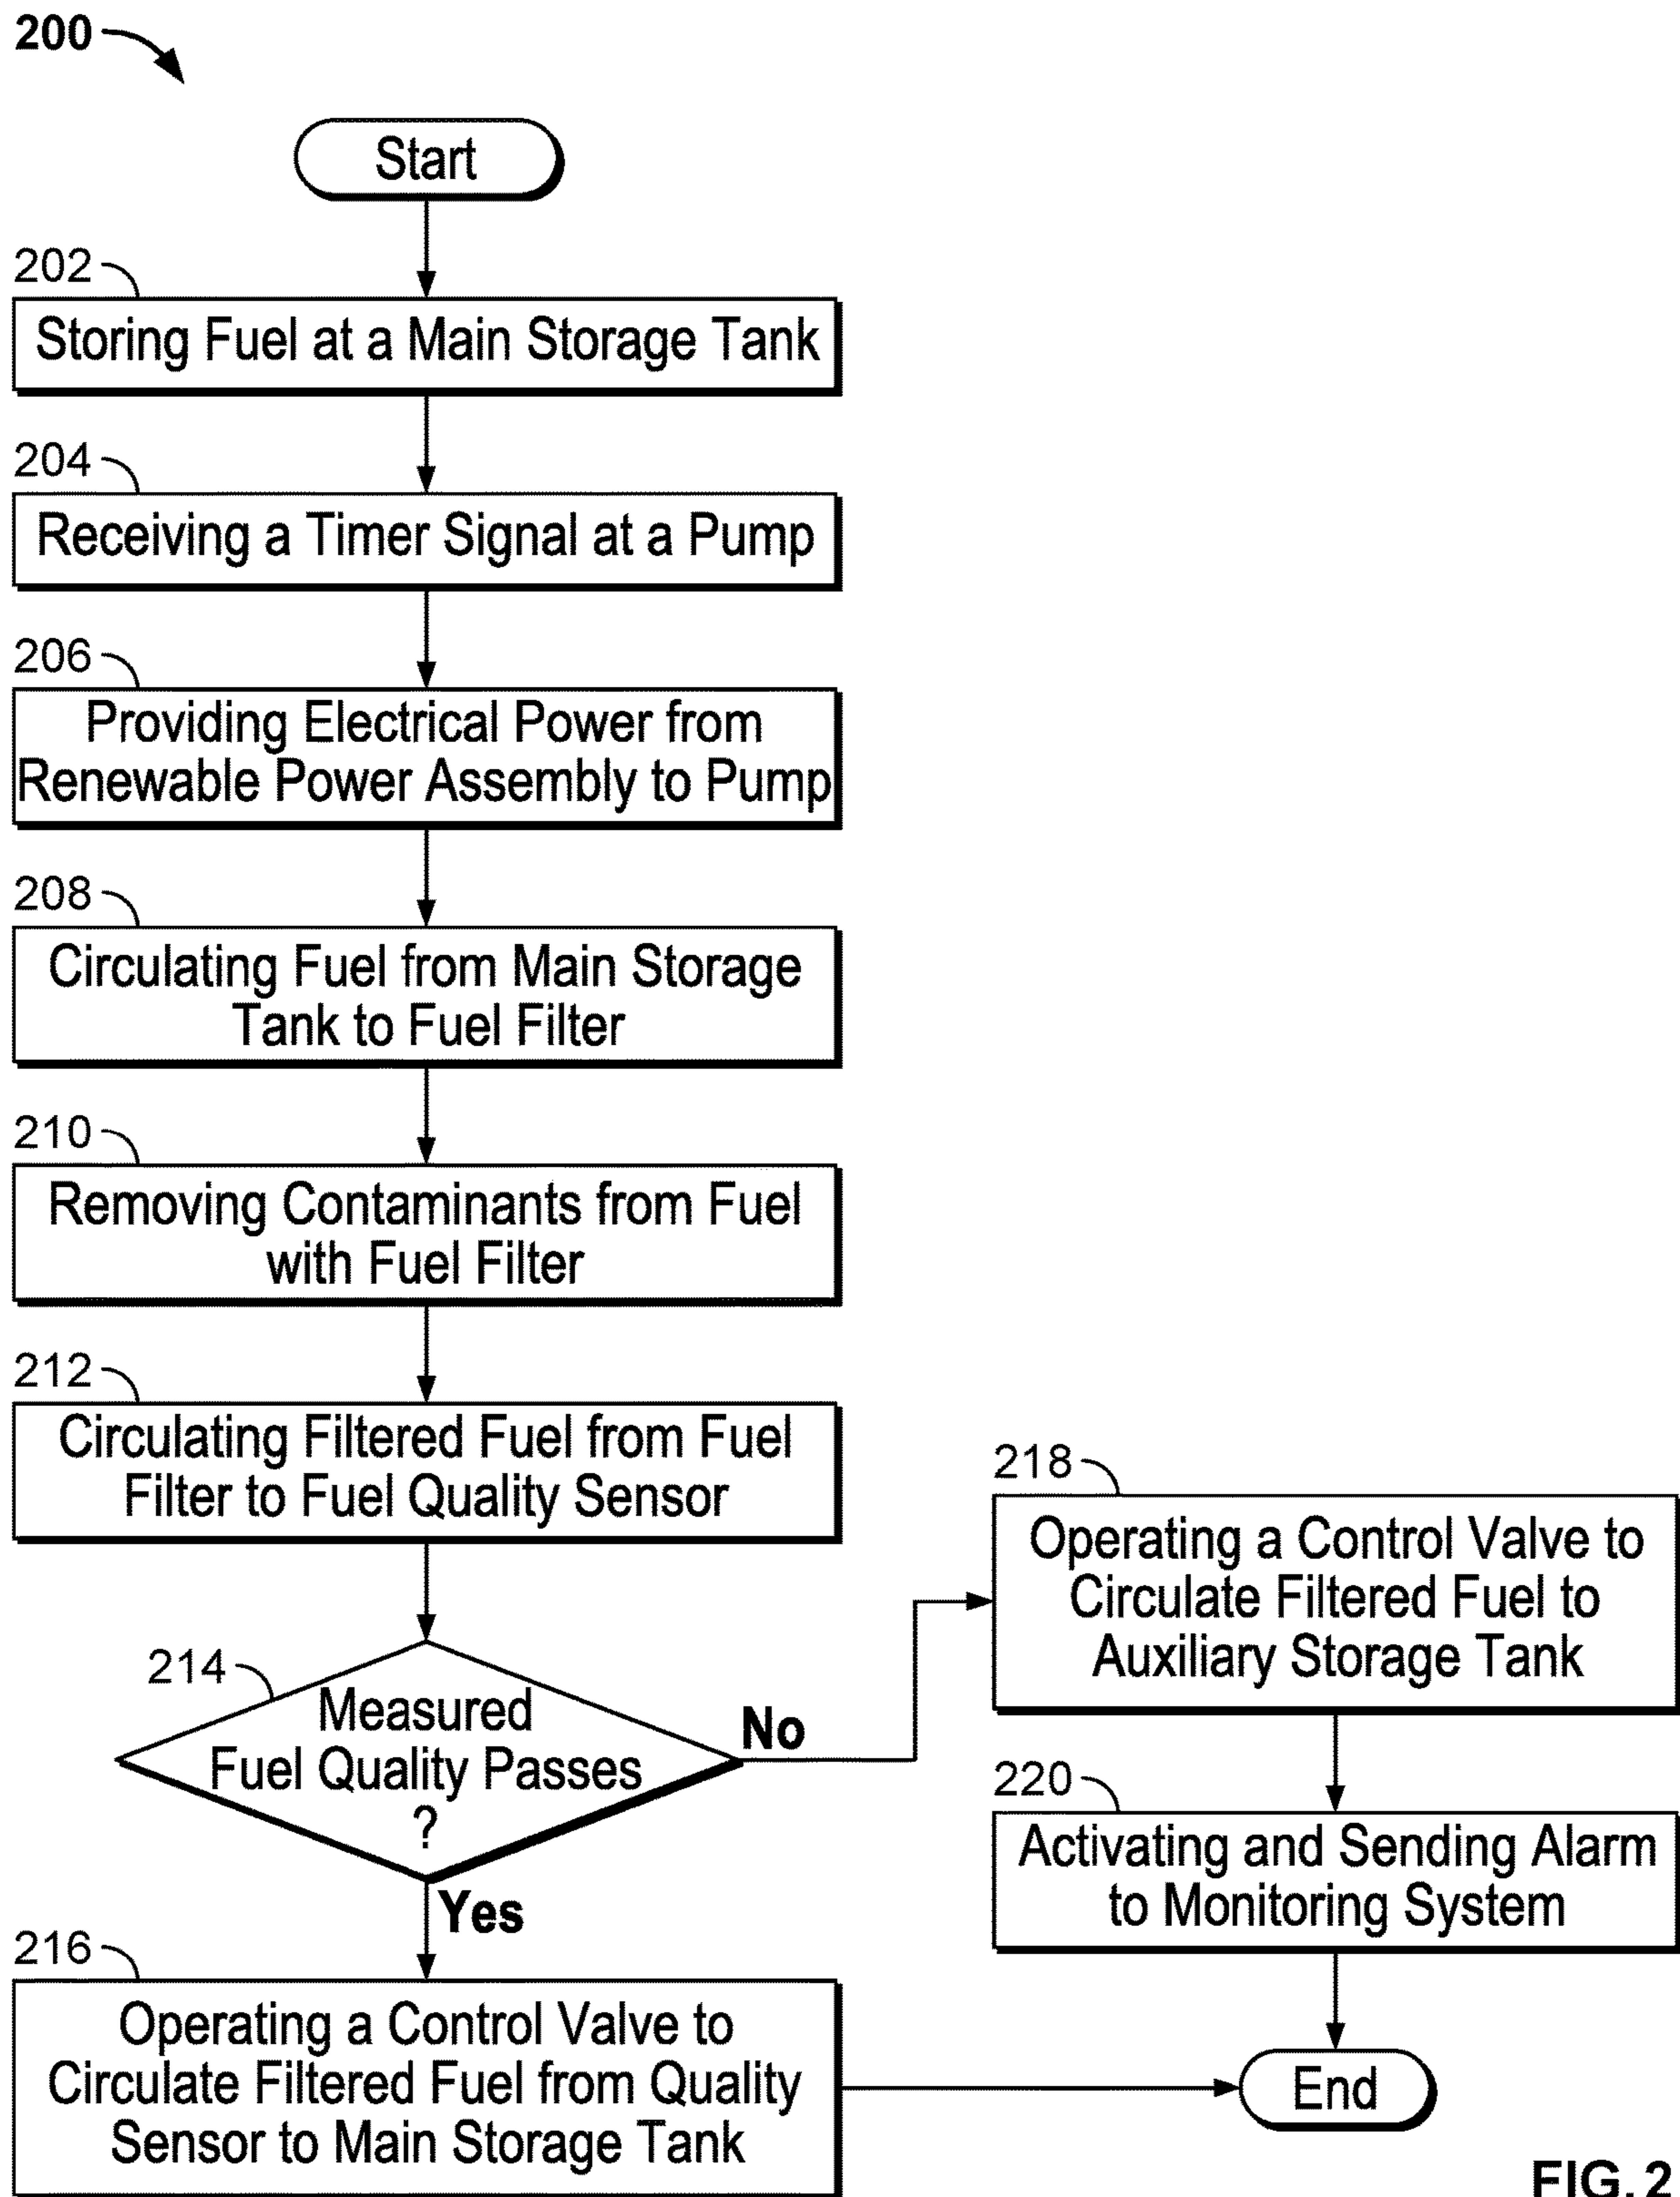 200
Start
202
Storing Fuel at a Main Storage Tank
204
Receiving a Timer Signal at a Pump
206
Providing Electrical Power from
Renewable Power Assembly to Pump
208
Circulating Fuel from Main Storage
Tank to Fuel Filter
210
Removing Contaminants from Fuel
with Fuel Filter
212
Circulating Filtered Fuel from Fuel
Filter to Fuel Quality Sensor
214
Measured
Fuel Quality Passes
?
No
Yes
216
Operating a Control Valve to
Circulate Filtered Fuel from Quality
Sensor to Main Storage Tank
218
Operating a Control Valve to
Circulate Filtered Fuel to
Auxiliary Storage Tank
220
Activating and Sending Alarm
to Monitoring System
End
FIG. 2